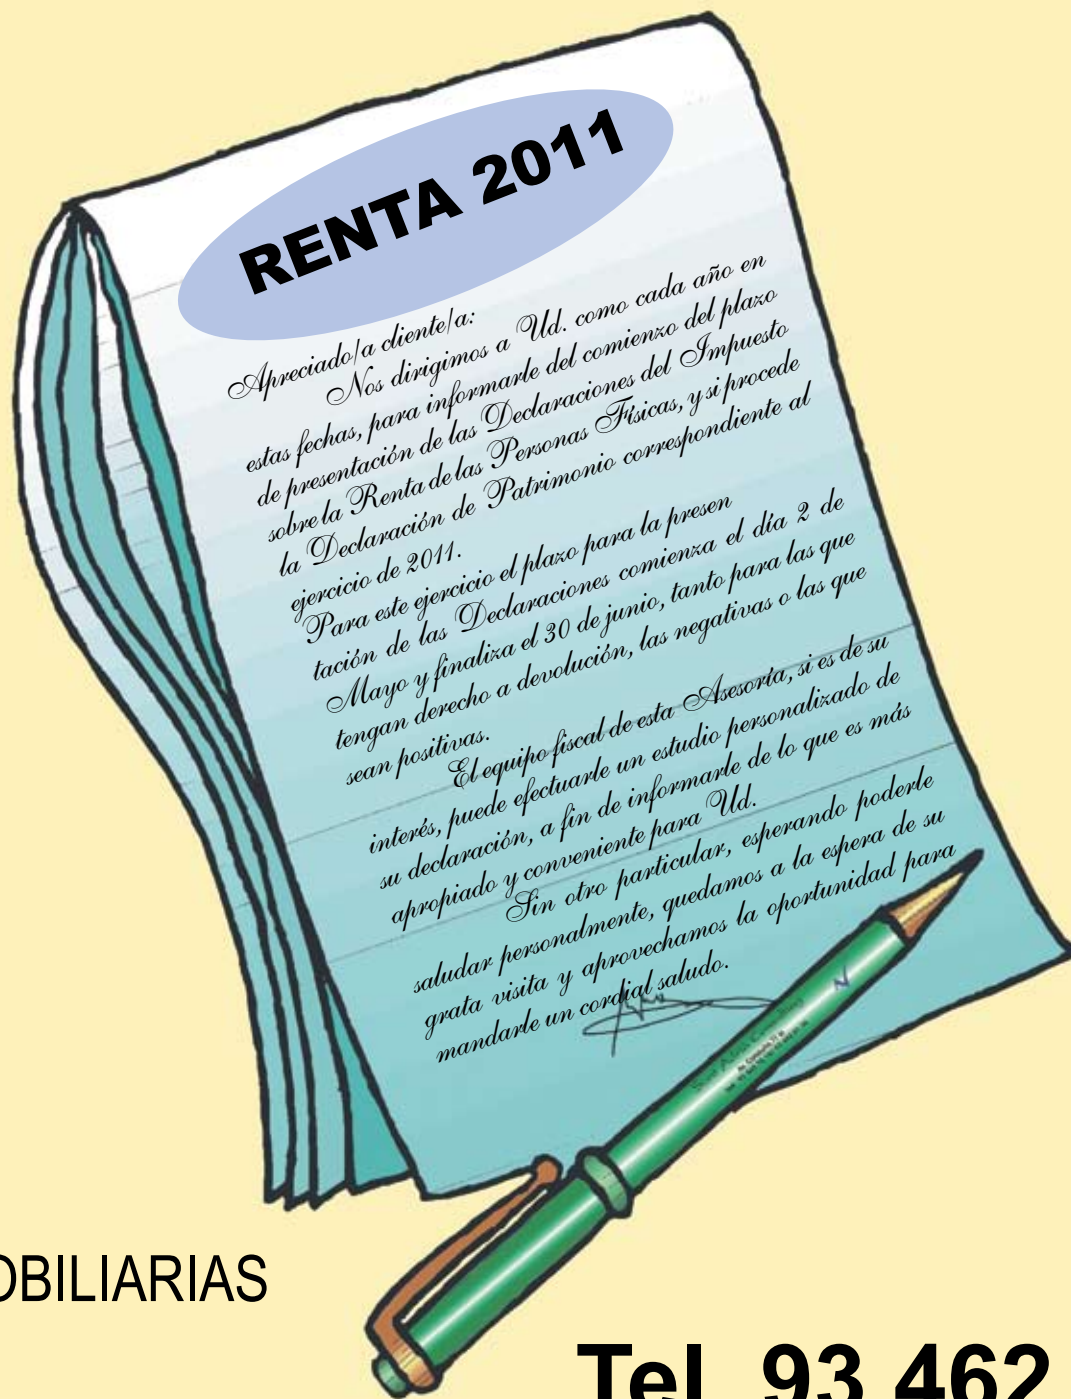 RENTA 2011
Apreciado/a cliente/a:
Nos dirigimos a Ud. como cada año en
estas fechas, para informarle del comienzo del plazo
de presentación de las Declaraciones del Impuesto
sobre la Renta de las Personas Físicas, y si procede
la Declaración de Patrimonio correspondiente al
ejercicio de 2011.
Para este ejercicio el plazo para la presen
tación de las Declaraciones comienza el día 2 de
Mayo y finaliza el 30 de junio, tanto para las que
tengan derecho a devolución, las negativas o las que
sean positivas.
El equipo fiscal de esta Asesoría, si es de su
interés, puede efectuarle un estudio personalizado de
su declaración, a fin de informarle de lo que es más
apropiado y conveniente para Ud.
Sin otro particular, esperando poderle
saludar personalmente, quedamos a la espera de su
grata visita y aprovechamos la oportunidad para
mandarle un cordial saludo.
OBILIARIAS
Tel. 93 462